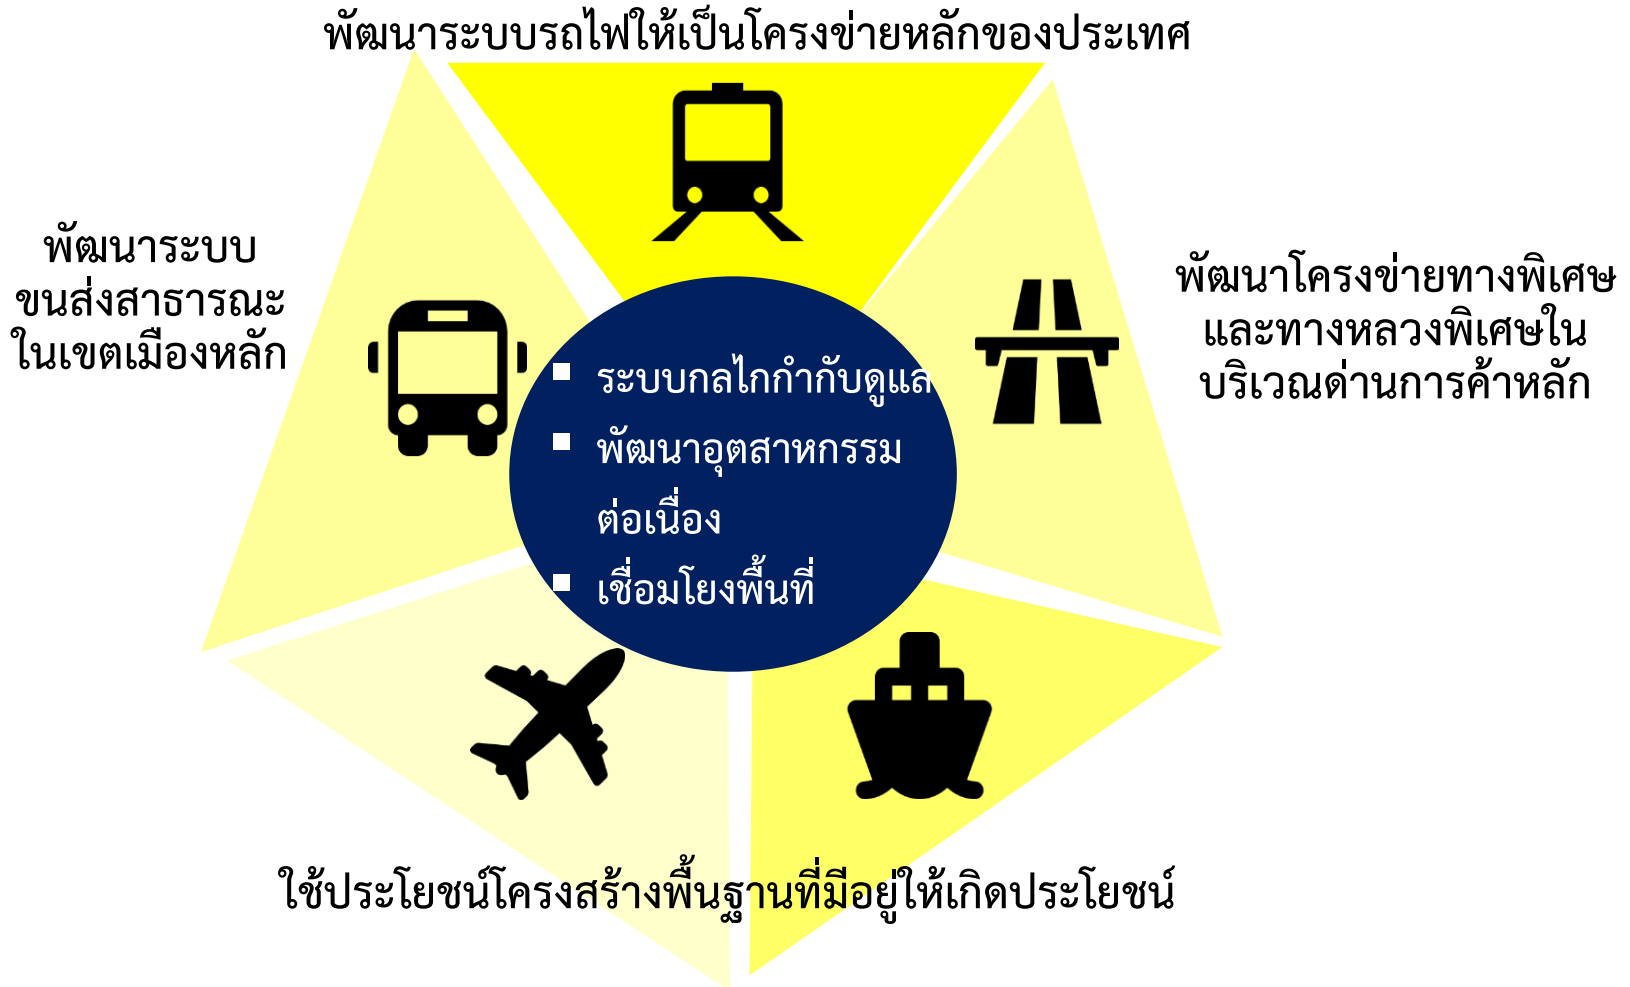 พัฒนาระบบรถไฟให้เป็นโครงข่ายหลักของประเทศ
พัฒนาระบบ
ขนส่งสาธารณะ
ในเขตเมืองหลัก
พัฒนาโครงข่ายทางพิเศษ
และทางหลวงพิเศษใน
บริเวณด่านการค้าหลัก
▪ ระบบกลไกกำกับดูแล
▪ พัฒนาอุตสาหกรรม
ต่อเนื่อง
▪ เชื่อมโยงพื้นที่
ใช้ประโยชน์โครงสร้างพื้นฐานที่มีอยู่ให้เกิดประโยชน์